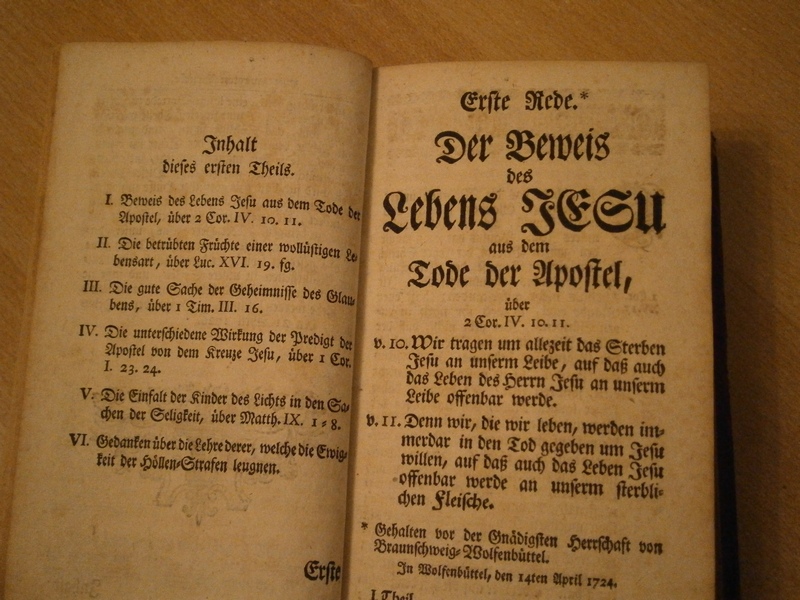 Inhalt
dieses ersten Theils.
I. Beweis des Lebens Jesu aus dem Tode der
Apostel, über 2 Cor. IV. 10. 11.
II. Die betrübten Früchte einer wollüstigen Le-
bensart, über Luc. XVI. 19. fg.
III. Die gute Sache der Geheimnisse des Glau-
bens, über 1 Tim. III. 16.
IV. Die unterschiedene Wirkung der Predigt der
Apostel von dem Kreuze Jesu, über 1 Cor.
I. 23. 24.
V. Die Einfalt der Kinder des Lichts in den Sa-
chen der Seligkeit, über Matth. IX. 1-8.
VI. Gedanken über die Lehre derer, welche die Ewig-
keit der Höllen-Strafen leugnen.
Erste
Erste Rede.*
Der Beweis
des
Lebens JESU
aus dem
Tode der Apostel,
über
2 Cor. IV. 10. 11.
v. 10. Wir tragen um allezeit das Sterben
Jesu an unserm Leibe, auf daß auch
das Leben des Herrn Jesu an unserm
Leibe offenbar werde.
v. 11. Denn wir, die wir leben, werden im-
merdar in den Tod gegeben um Jesu
willen, auf daß auch das Leben Jesu
offenbar werde an unserm sterbli-
chen Fleische.
* Gehalten vor der Gnädigsten Herrschaft von
Braunschweig-Wolfenbüttel.
In Wolfenbüttel, den 14ten April 1724.
I. Theil.